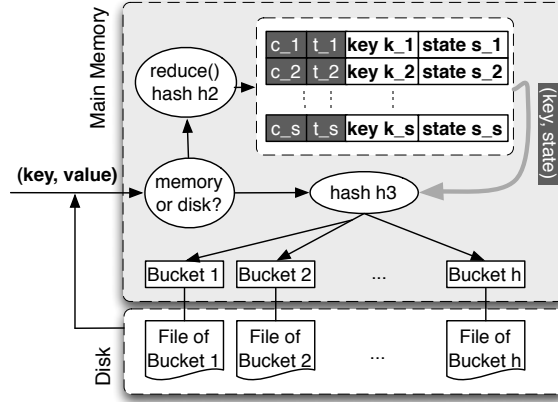 Main Memory
c_1 t_1 key k_1 state s_1
c_2 t_2 key k_2 state s_2
c_s t_s key k_s state s_s
reduce()
hash h2
(key, state)
(key, value)
memory
or disk?
hash h3
Bucket 1
Bucket 2
...
Bucket h
Disk
File of
Bucket 1
File of
Bucket 2
...
File of
Bucket h